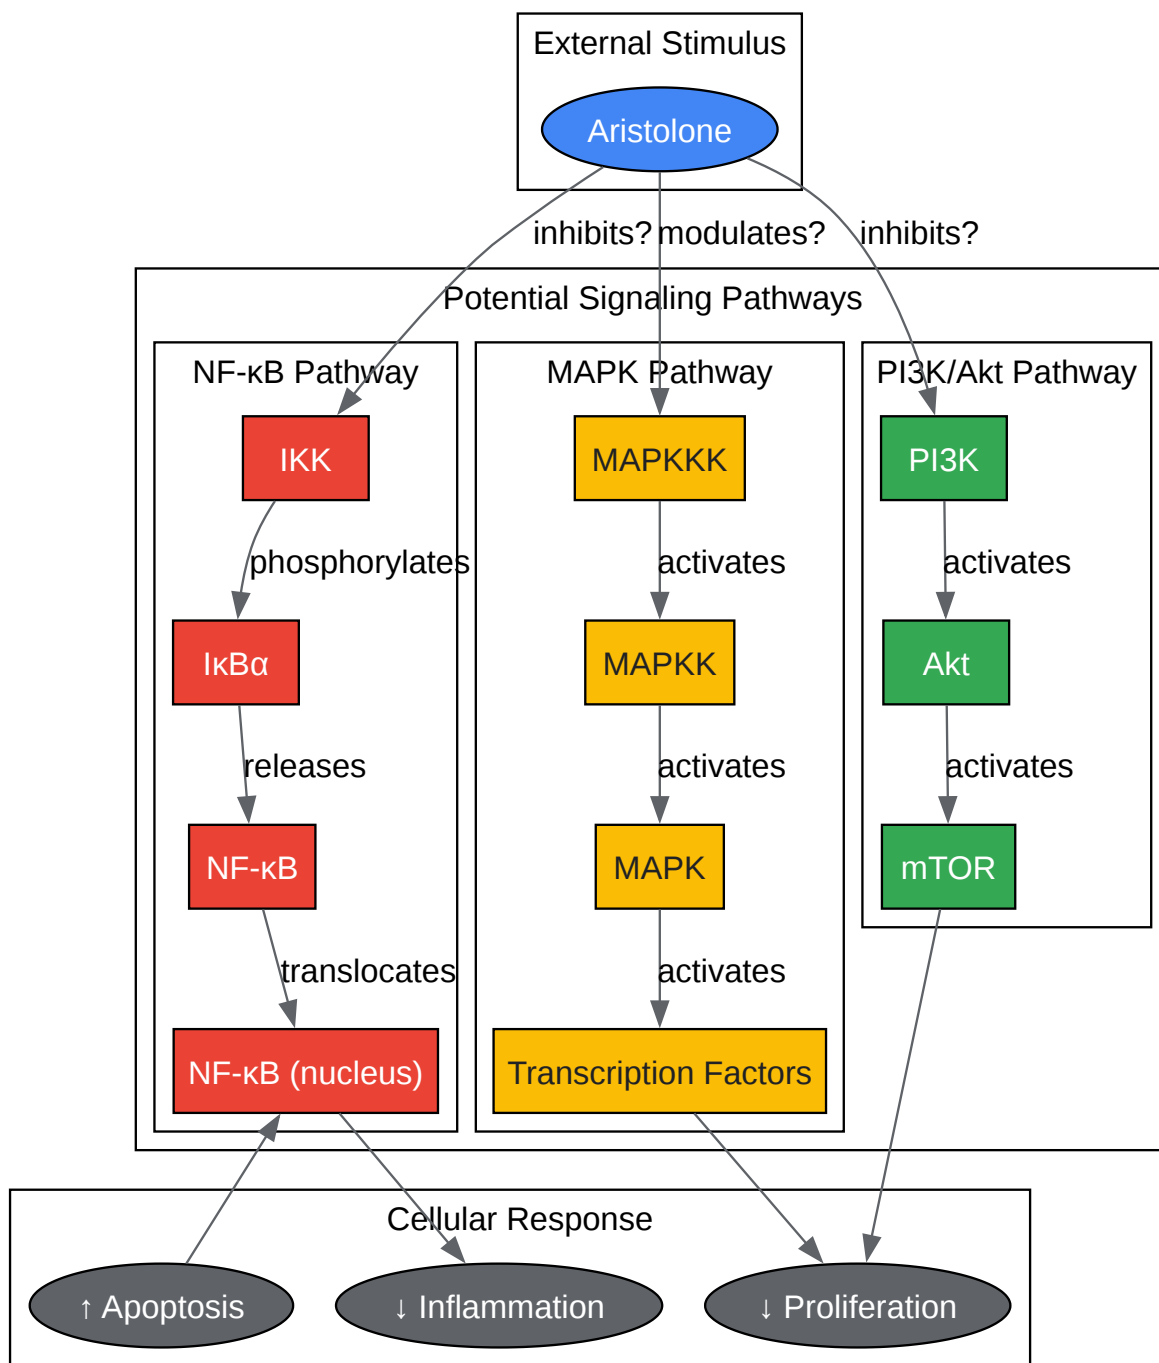 External Stimulus
Aristolone
inhibits?
modulates?
inhibits?
Potential Signaling Pathways
NF-κB Pathway
MAPK Pathway
PI3K/Akt Pathway
IKK
MAPKKK
PI3K
phosphorylates
activates
activates
IκBα
MAPKK
Akt
releases
activates
activates
NF-κB
MAPK
mTOR
translocates
activates
NF-κB (nucleus)
Transcription Factors
Cellular Response
↑ Apoptosis
↓ Inflammation
↓ Proliferation